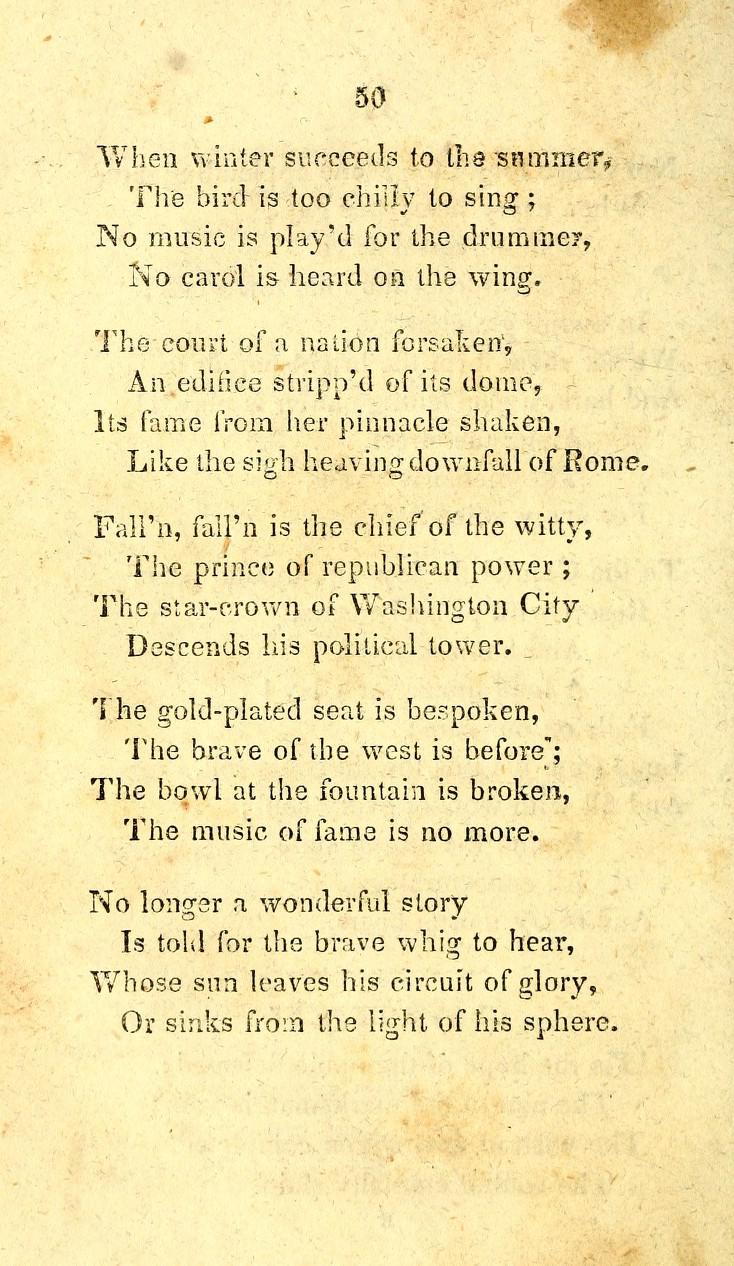 50
When winter succeeds to the summer,
The bird is too chilly to sing ;
No music is play'd for the drummer,
No carol is heard on the wing.
The court of a nation forsaken,
An edifice stripp'd of its dome,
Its fame from her pinnacle shaken,
Like the sigh heaving downfall of Rome.
Fall'n, fall'n is the chief of the witty,
The prince of republican power ;
The star-crown of Washington City
Descends his political tower.
The gold-plated seat is bespoken,
The brave of the west is before ;
The bowl at the fountain is broken,
The music of fame is no more.
No longer a wonderful story
Is told for the brave whig to hear,
Whose sun leaves his circuit of glory,
Or sinks from the light of his sphere.